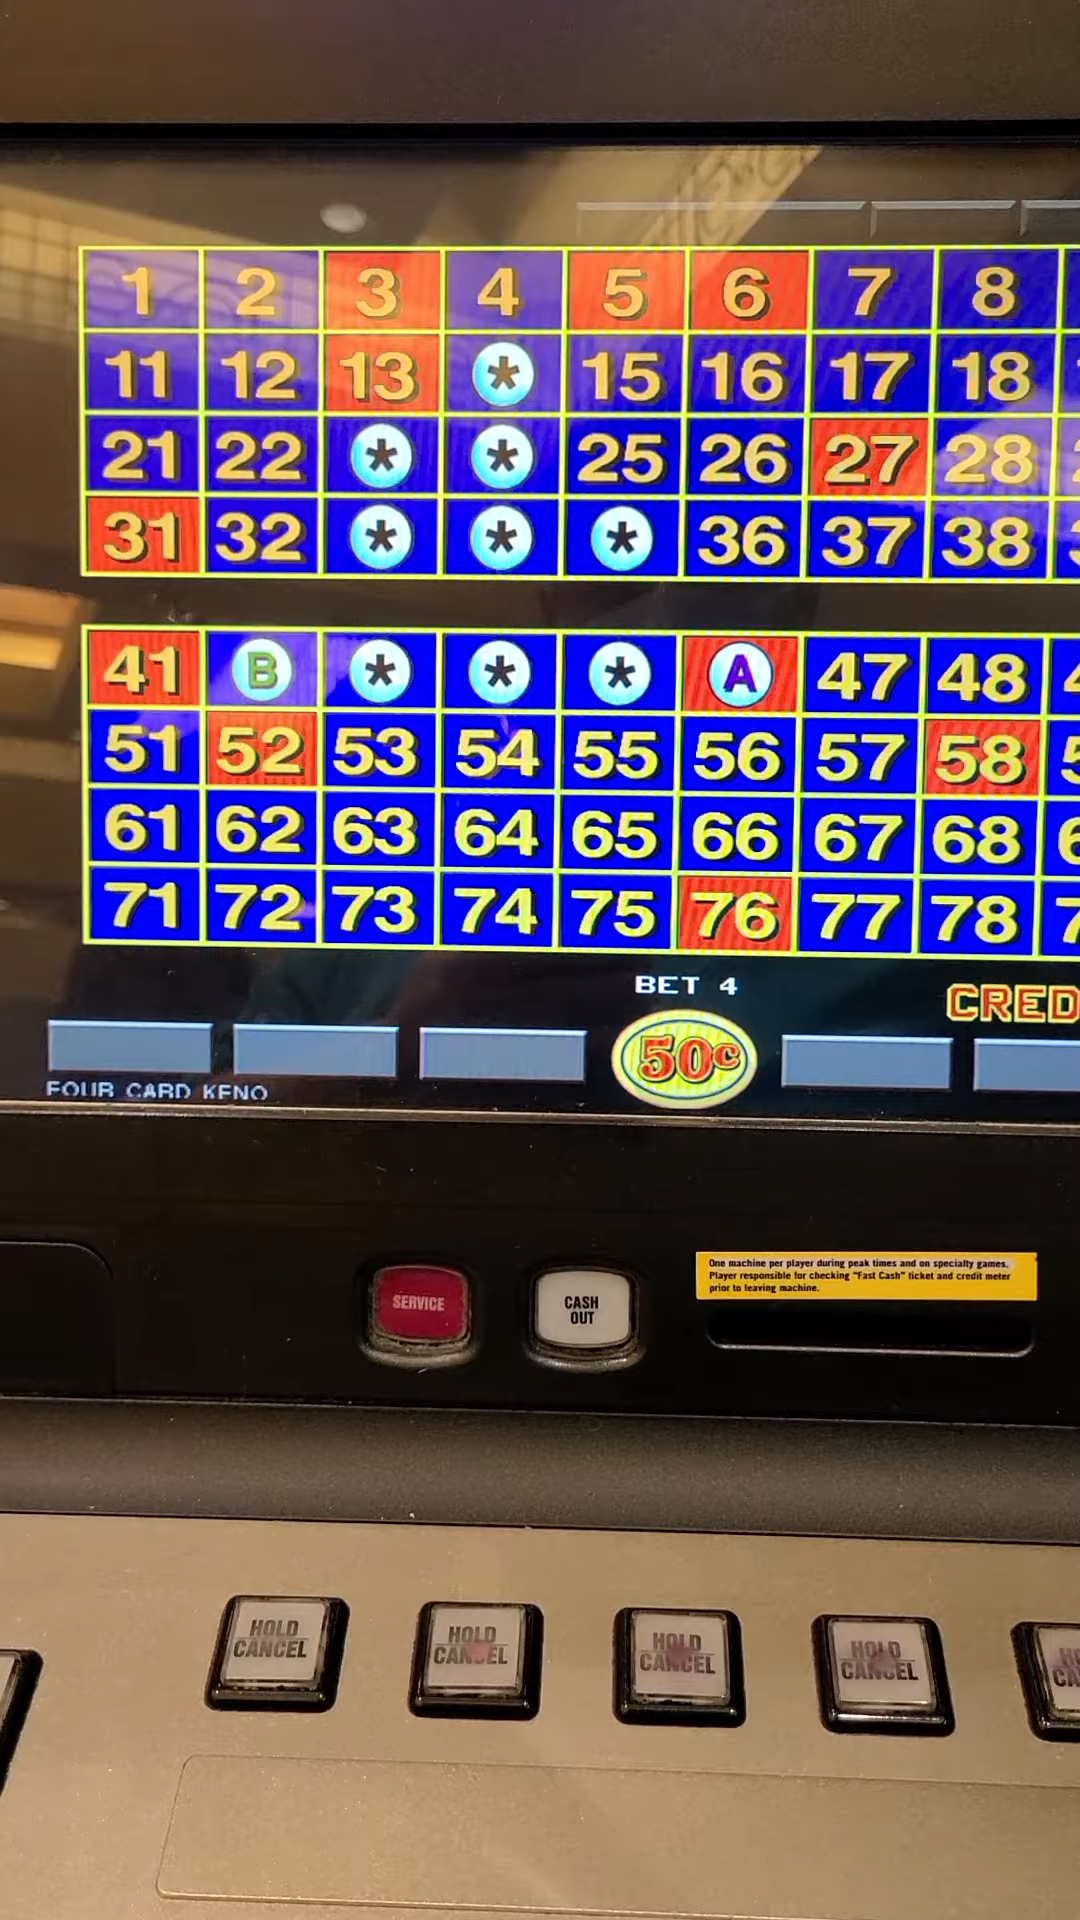 1 2 3 4 5 6 7 8
11 12 13 * 15 16 17 18
21 22 * * 25 26 27 28
31 32 * * * 36 37 38
41 B * * * A 47 48
51 52 53 54 55 56 57 58
61 62 63 64 65 66 67 68
71 72 73 74 75 76 77 78
BET 4
CRED
50¢
FOUR CARD KENO
SERVICE
CASH
OUT
One machine per player during peak times and on specialty games.
Player responsible for checking "Fast Cash" ticket and credit meter
prior to leaving machine.
HOLD
CANCEL
HOLD
CANCEL
HOLD
CANCEL
HOLD
CANCEL